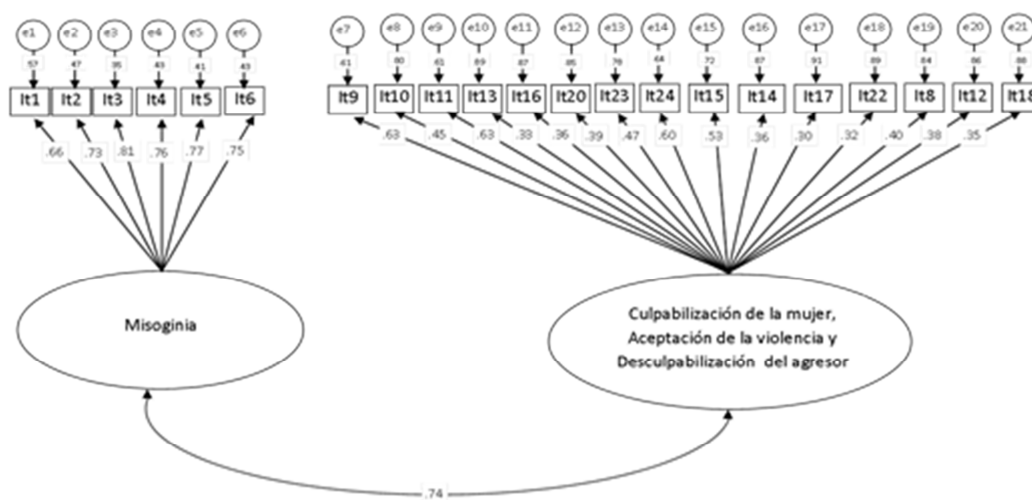 e1 e2 e3 e4 e5 e6 e7 e8 e9 e10 e11 e12 e13 e14 e15 e16 e17 e18 e19 e20 e21
57 47 35 43 41 43 61 80 61 89 87 85 78 64 72 87 91 89 84 86 88
It1 It2 It3 It4 It5 It6 It9 It10 It11 It13 It16 It20 It23 It24 It15 It14 It17 It22 It8 It12 It18
.66 .73 .81 .76 .77 .75 .63 .45 .63 .33 .36 .39 .47 .60 .53 .36 .30 .32 .40 .38 .35
Misoginia
Culpabilización de la mujer,
Aceptación de la violencia y
Desculpabilización del agresor
.74